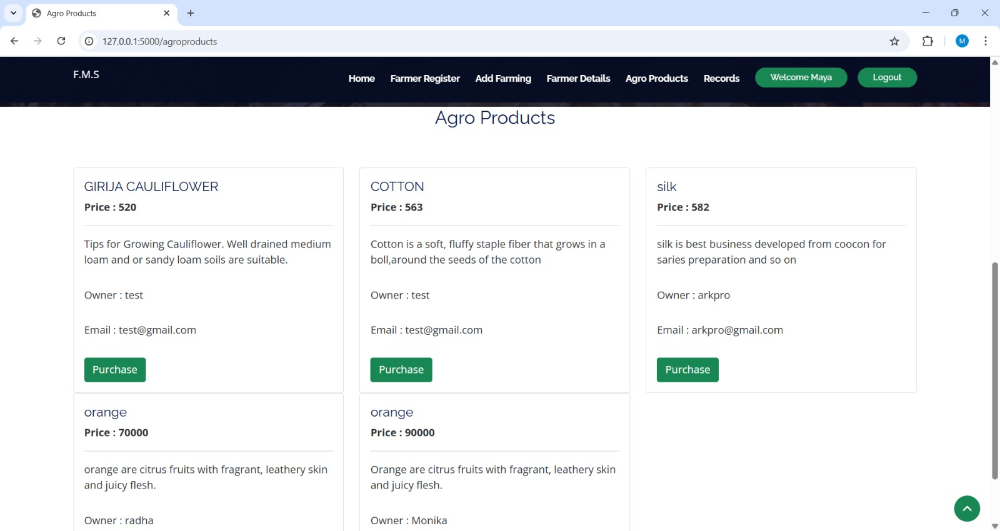 Agro Products
127.0.0.1:5000/agroproducts
M
F.M.S
Home Farmer Register Add Farming Farmer Details Agro Products Records Welcome Maya Logout
Agro Products
GIRIJA CAULIFLOWER
Price : 520
Tips for Growing Cauliflower. Well drained medium
loam and or sandy loam soils are suitable.
Owner : test
Email : test@gmail.com
Purchase
COTTON
Price : 563
Cotton is a soft, fluffy staple fiber that grows in a
boll,around the seeds of the cotton
Owner : test
Email : test@gmail.com
Purchase
silk
Price : 582
silk is best business developed from coocon for
saries preparation and so on
Owner : arkpro
Email : arkpro@gmail.com
Purchase
orange
Price : 70000
orange are citrus fruits with fragrant, leathery skin
and juicy flesh.
Owner : radha
orange
Price : 90000
Orange are citrus fruits with fragrant, leathery skin
and juicy flesh.
Owner : Monika